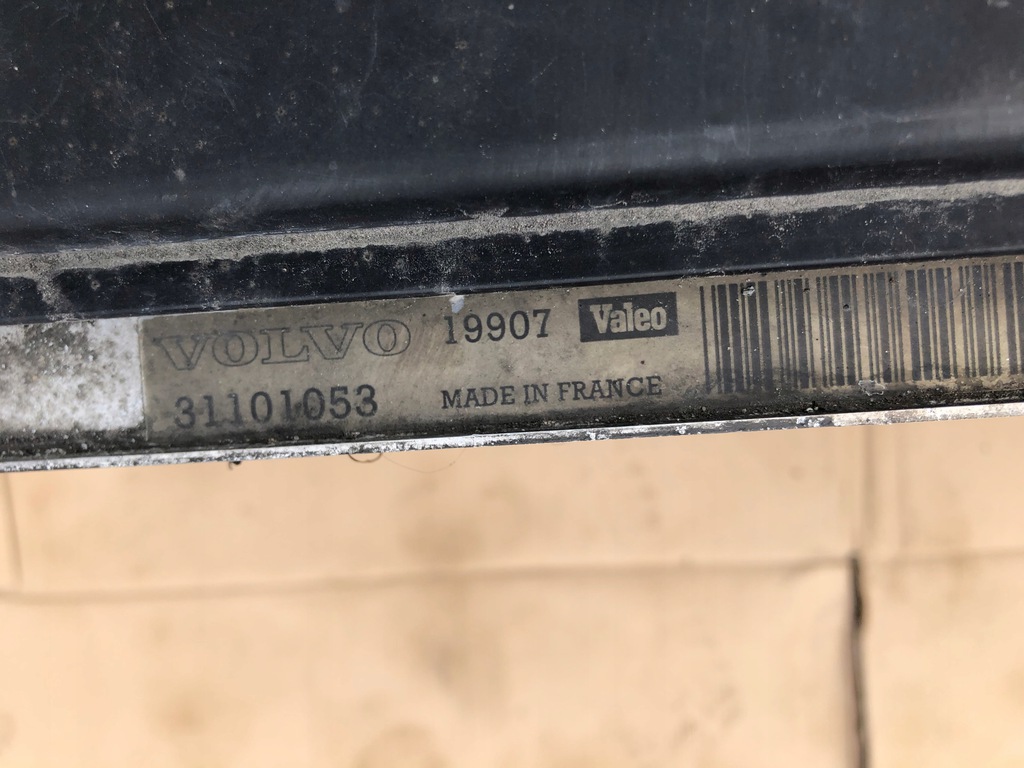 VOLVO 19907 Valeo
31101053 MADE IN FRANCE